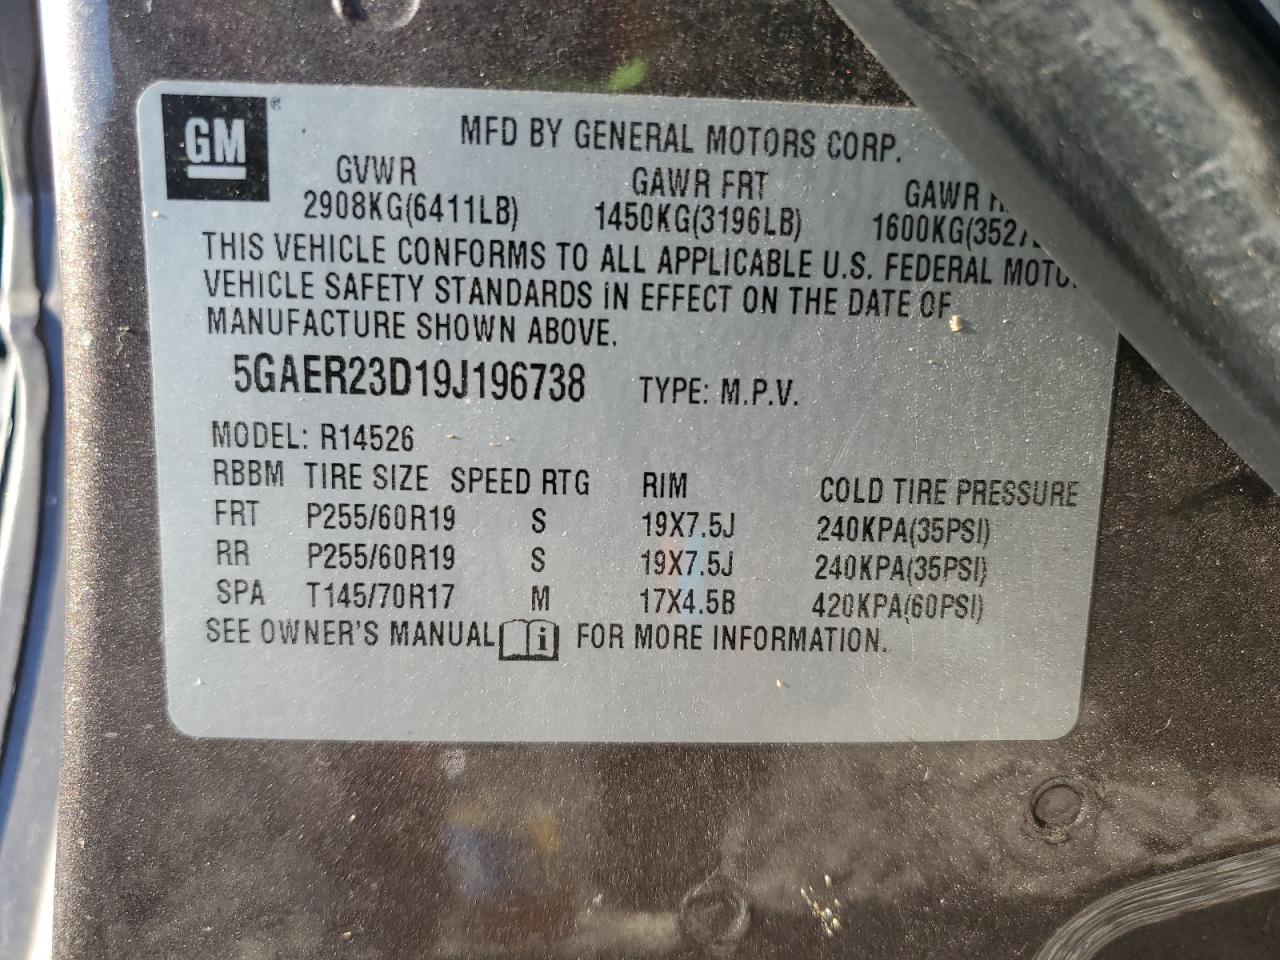 GM
MFD BY GENERAL MOTORS CORP.
GVWR GAWR FRT GAWR
2908KG(6411LB) 1450KG(3196LB) 1600KG(3527
THIS VEHICLE CONFORMS TO ALL APPLICABLE U.S. FEDERAL
VEHICLE SAFETY STANDARDS IN EFFECT ON THE DATE OF
MANUFACTURE SHOWN ABOVE.
5GAER23D19J196738 TYPE: M.P.V.
MODEL: R14526
RBBM TIRE SIZE SPEED RTG RIM COLD TIRE PRESSURE
FRT P255/60R19 S 19X7.5J 240KPA(35PSI)
RR P255/60R19 S 19X7.5J 240KPA(35PSI)
SPA T145/70R17 M 17X4.5B 420KPA(60PSI)
SEE OWNER'S MANUAL i FOR MORE INFORMATION.